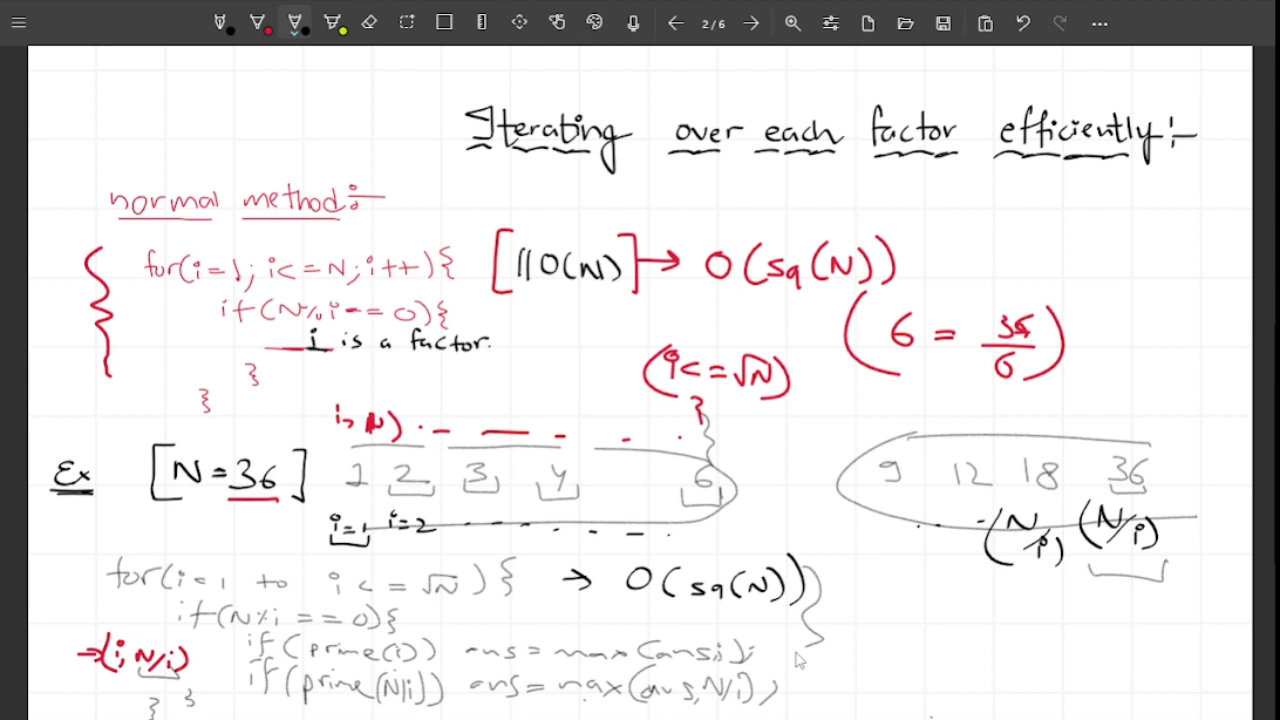 2/6
Iterating over each factor efficiently:-
normal method:-
for(i=1; i<=N; i++){ [//O(N)] → O(sq(N))
if(N%i==0){
i is a factor.
}
}
(6 = 36/6)
(i<=√N)
Ex [N=36] 1 2 3 4 6 9 12 18 36
i=1 i=2 (N/i) (N/i)
for(i=1 to i<=√N){ → O(sq(N))
if(N%i==0){
→(i, N/i) if(prime(i)) ans = max(ans,i);
if(prime(N/i)) ans = max(ans,N/i);
} }